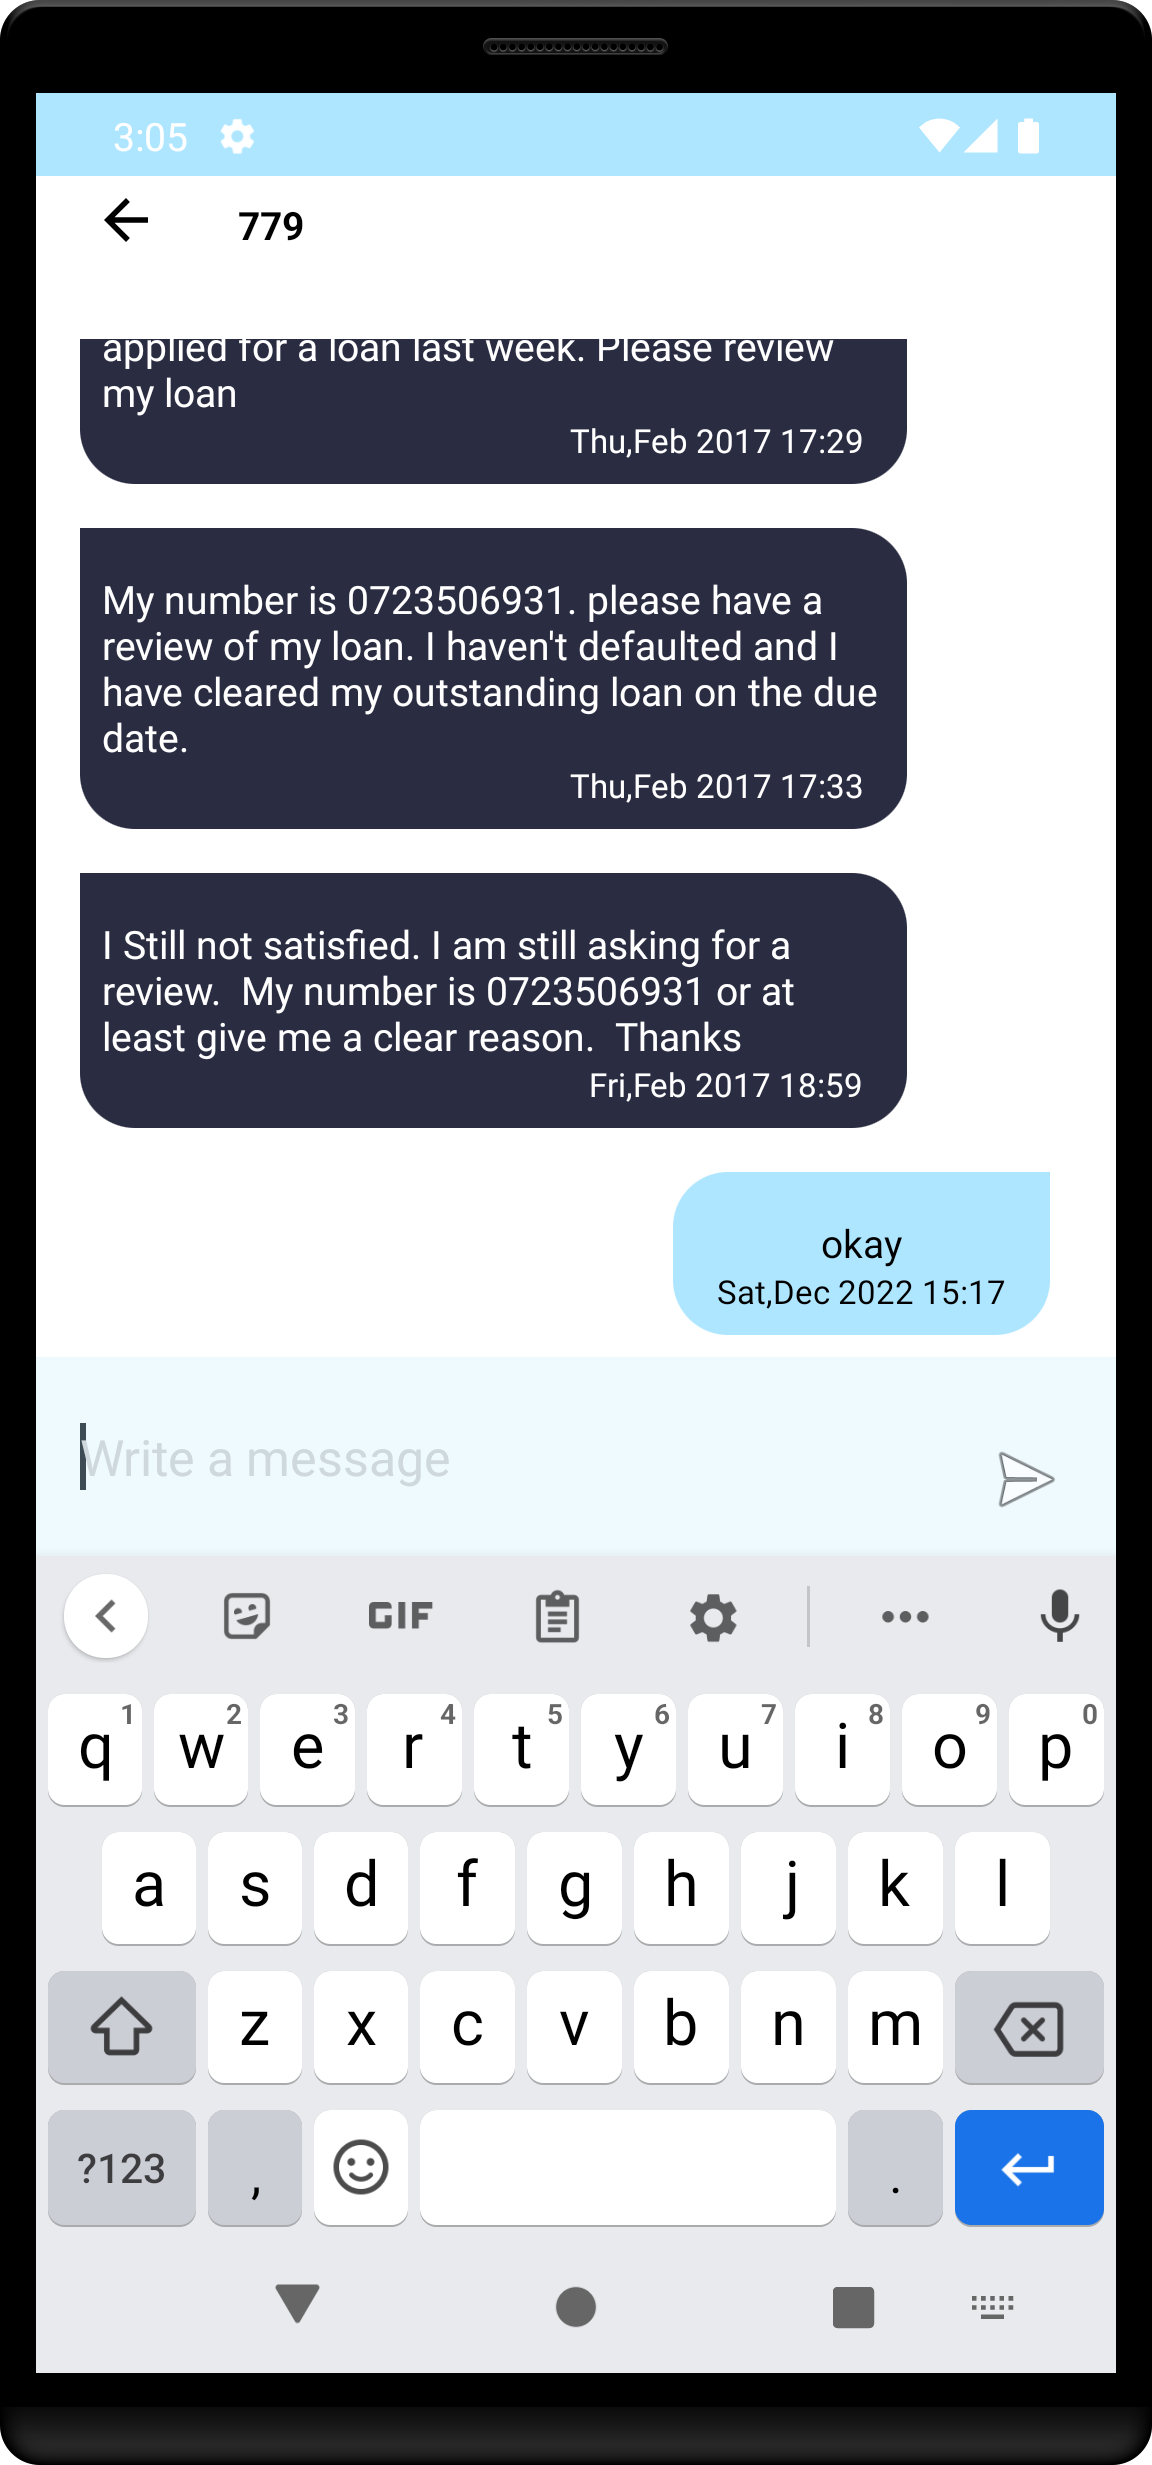 3:05
779
applied for a loan last week. Please review
my loan
Thu,Feb 2017 17:29
My number is 0723506931. please have a
review of my loan. I haven't defaulted and I
have cleared my outstanding loan on the due
date.
Thu,Feb 2017 17:33
I Still not satisfied. I am still asking for a
review.  My number is 0723506931 or at
least give me a clear reason.  Thanks
Fri,Feb 2017 18:59
okay
Sat,Dec 2022 15:17
Write a message
GIF
q 1 w 2 e 3 r 4 t 5 y 6 u 7 i 8 o 9 p 0
a s d f g h j k l
z x c v b n m
?123 , .